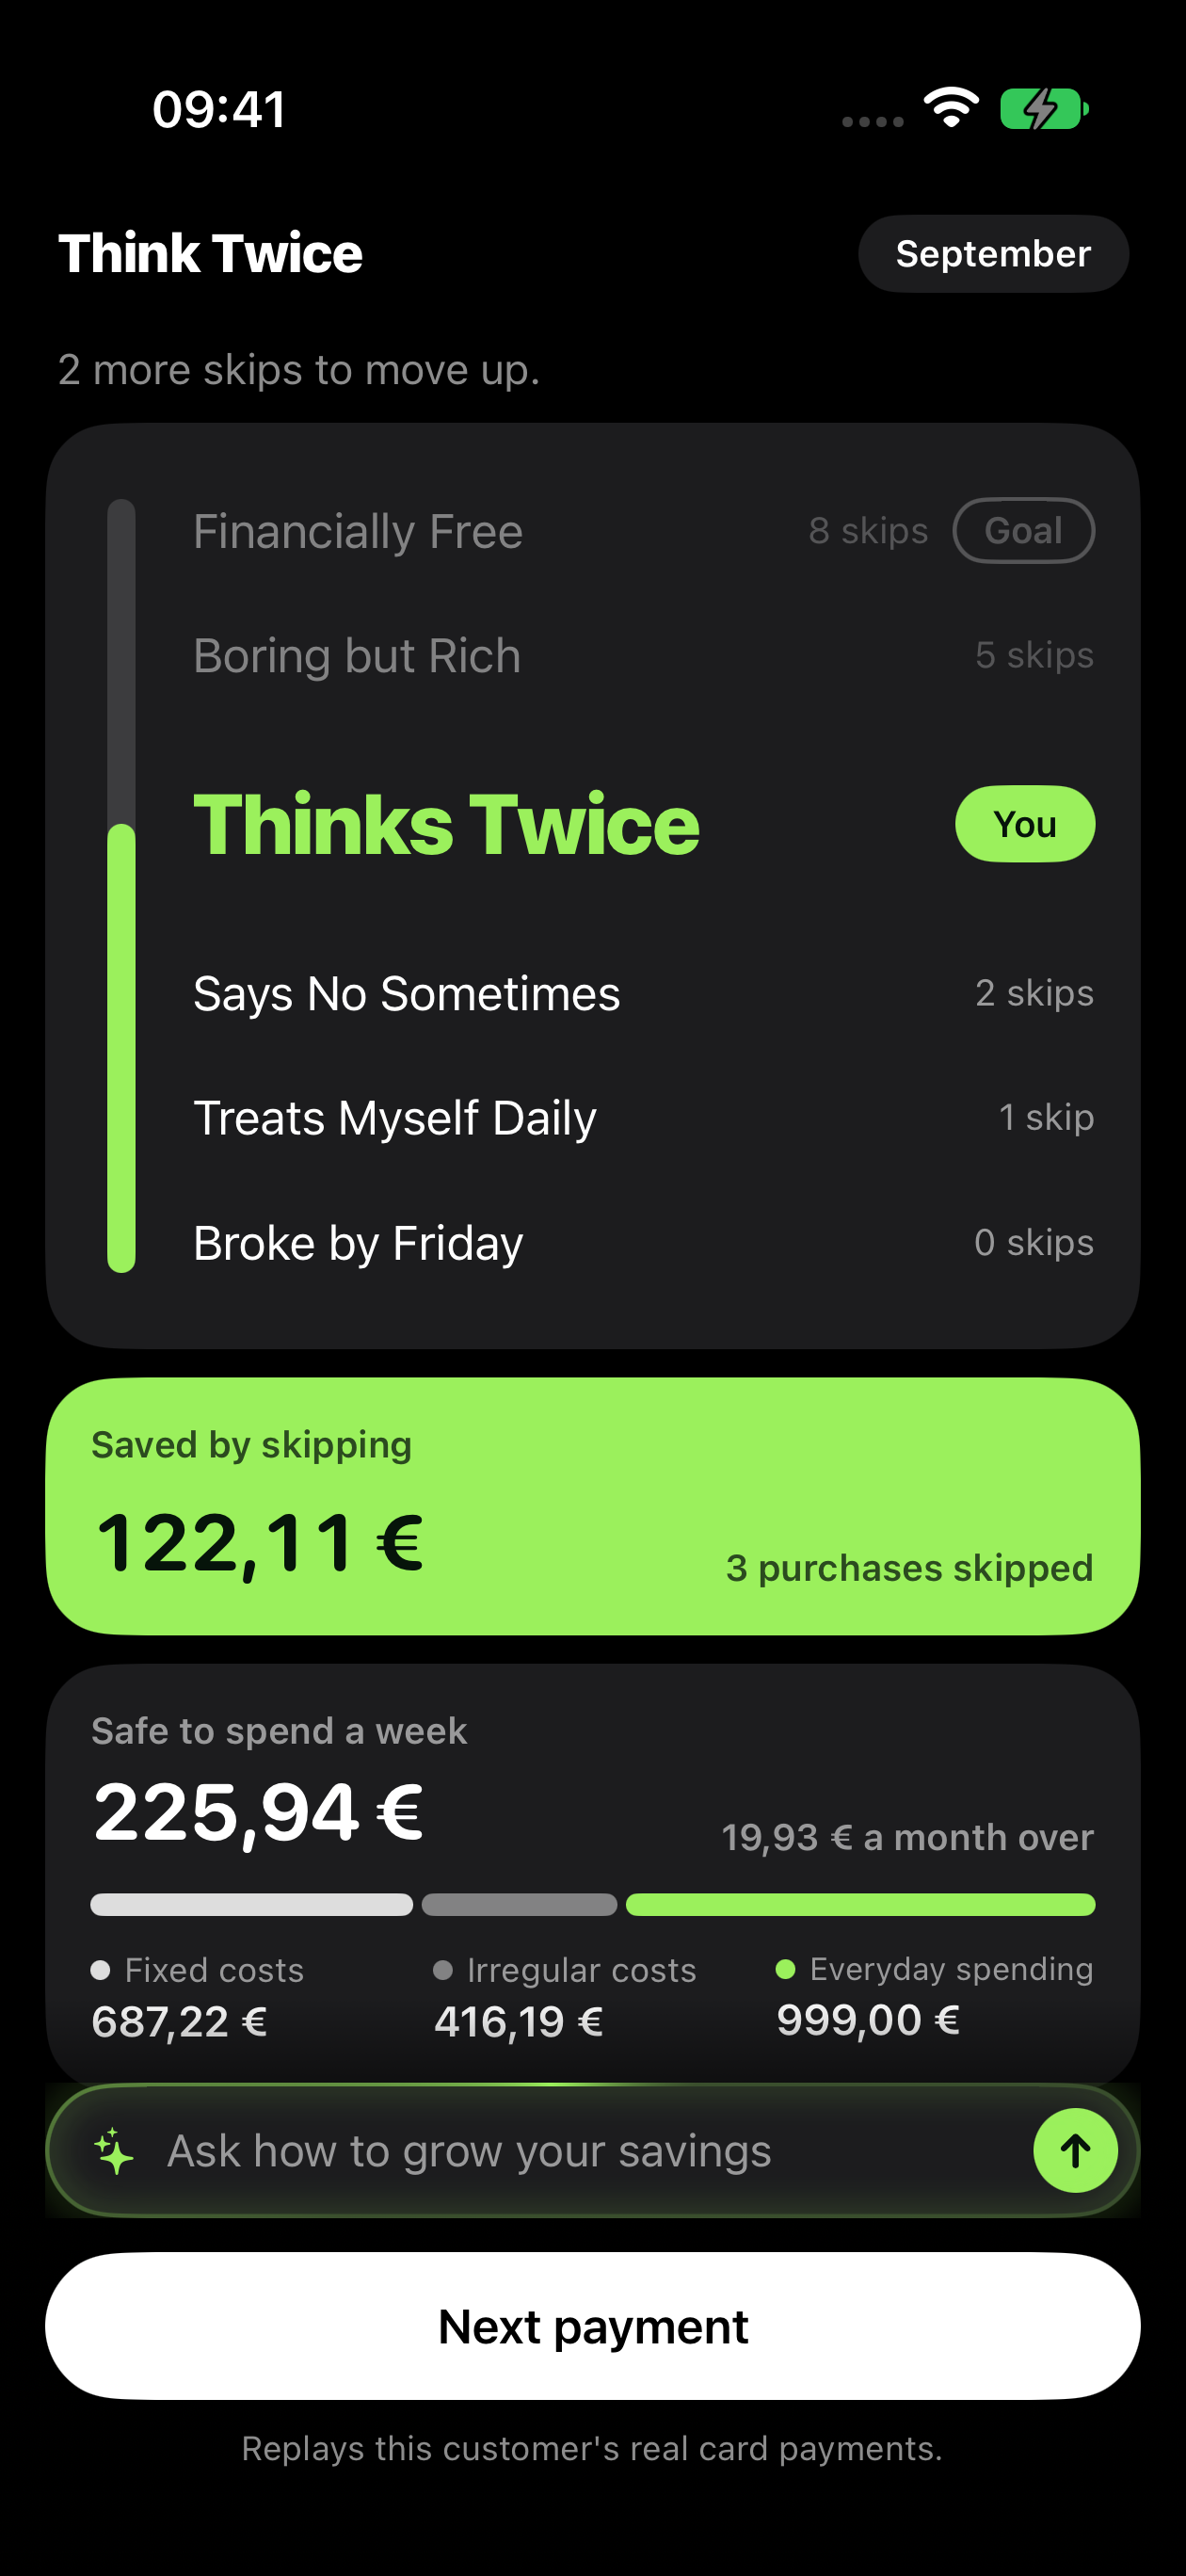 09:41
Think Twice
September
2 more skips to move up.
Financially Free 8 skips Goal
Boring but Rich 5 skips
Thinks Twice You
Says No Sometimes 2 skips
Treats Myself Daily 1 skip
Broke by Friday 0 skips
Saved by skipping
122,11 € 3 purchases skipped
Safe to spend a week
225,94 € 19,93 € a month over
Fixed costs Irregular costs Everyday spending
687,22 € 416,19 € 999,00 €
Ask how to grow your savings
Next payment
Replays this customer's real card payments.